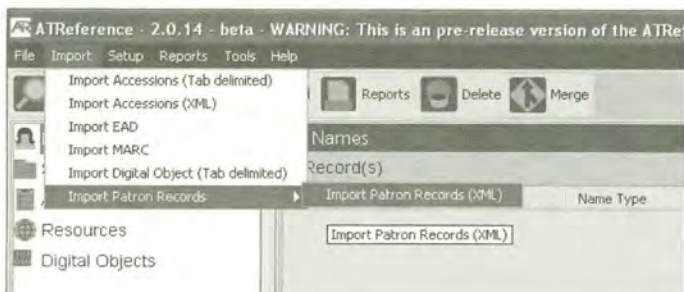 ATReference - 2.0.14 - beta - WARNING: This is an pre-release version of the ATRe
File Import Setup Reports Tools Help
Import Accessions (Tab delimited)
Import Accessions (XML)
Import EAD
Import MARC
Import Digital Object (Tab delimited)
Import Patron Records
Import Patron Records (XML)
Import Patron Records (XML)
Reports Delete Merge
Names
Record(s)
Name Type
Resources
Digital Objects